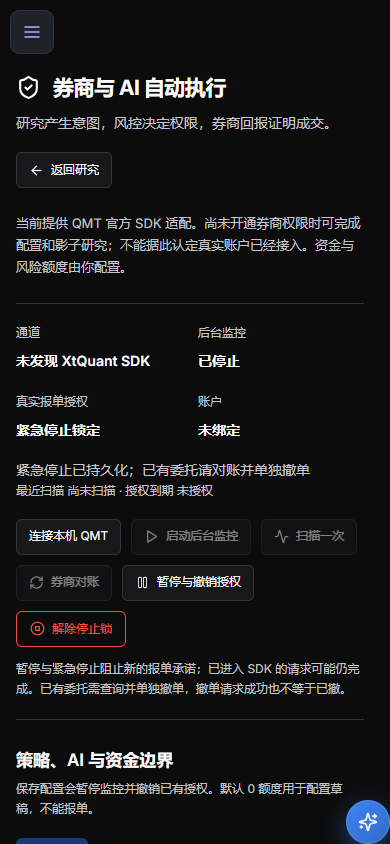 券商与 AI 自动执行
研究产生意图，风控决定权限，券商回报证明成交。
返回研究
当前提供 QMT 官方 SDK 适配。尚未开通券商权限时可完成
配置和影子研究；不能据此认定真实账户已经接入。资金与
风险额度由你配置。
通道
后台监控
未发现 XtQuant SDK
已停止
真实报单授权
账户
紧急停止锁定
未绑定
紧急停止已持久化；已有委托请对账并单独撤单
最近扫描 尚未扫描 · 授权到期 未授权
连接本机 QMT
启动后台监控
扫描一次
券商对账
暂停与撤销授权
解除停止锁
暂停与紧急停止阻止新的报单承诺；已进入 SDK 的请求可能仍完
成。已有委托需查询并单独撤单，撤单请求成功也不等于已撤。
策略、AI 与资金边界
保存配置会暂停监控并撤销已有授权。默认 0 额度用于配置草
稿，不能报单。